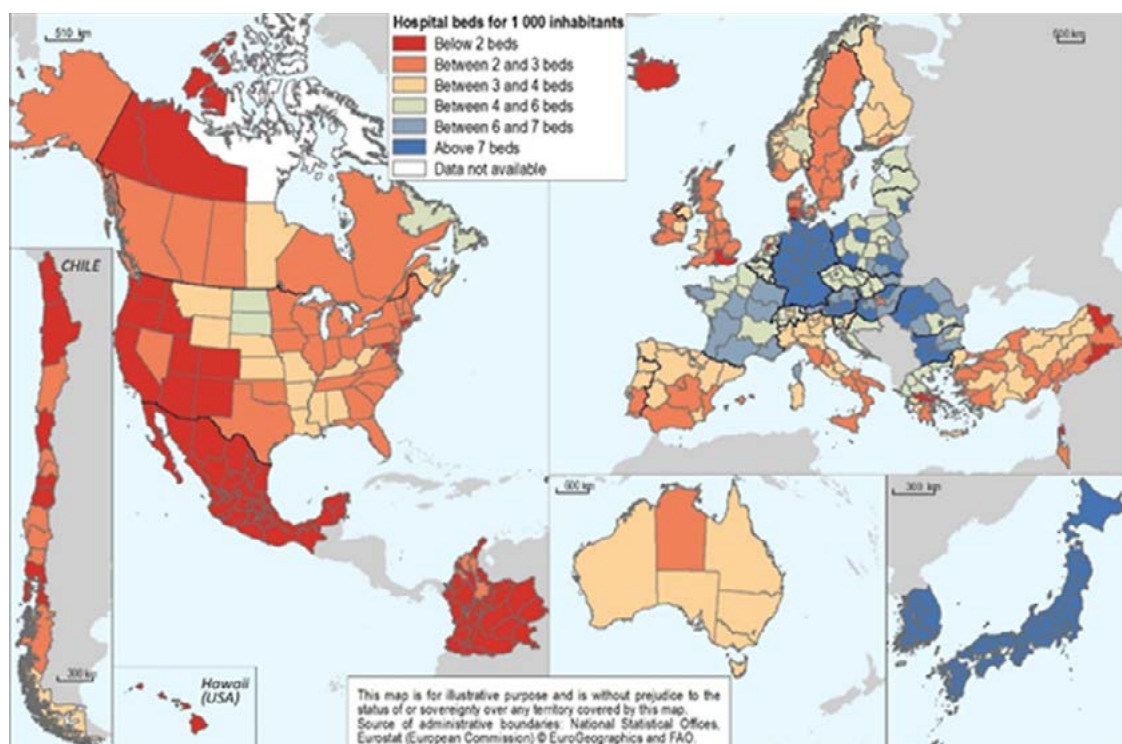 Hospital beds for 1 000 inhabitants
Below 2 beds
Between 2 and 3 beds
Between 3 and 4 beds
Between 4 and 6 beds
Between 6 and 7 beds
Above 7 beds
Data not available
510 km
CHILE
300 km
Hawaii
(USA)
This map is for illustrative purpose and is without prejudice to the
status of or sovereignty over any territory covered by this map.
Source of administrative boundaries: National Statistical Offices,
Eurostat (European Commission) © EuroGeographics and FAO.